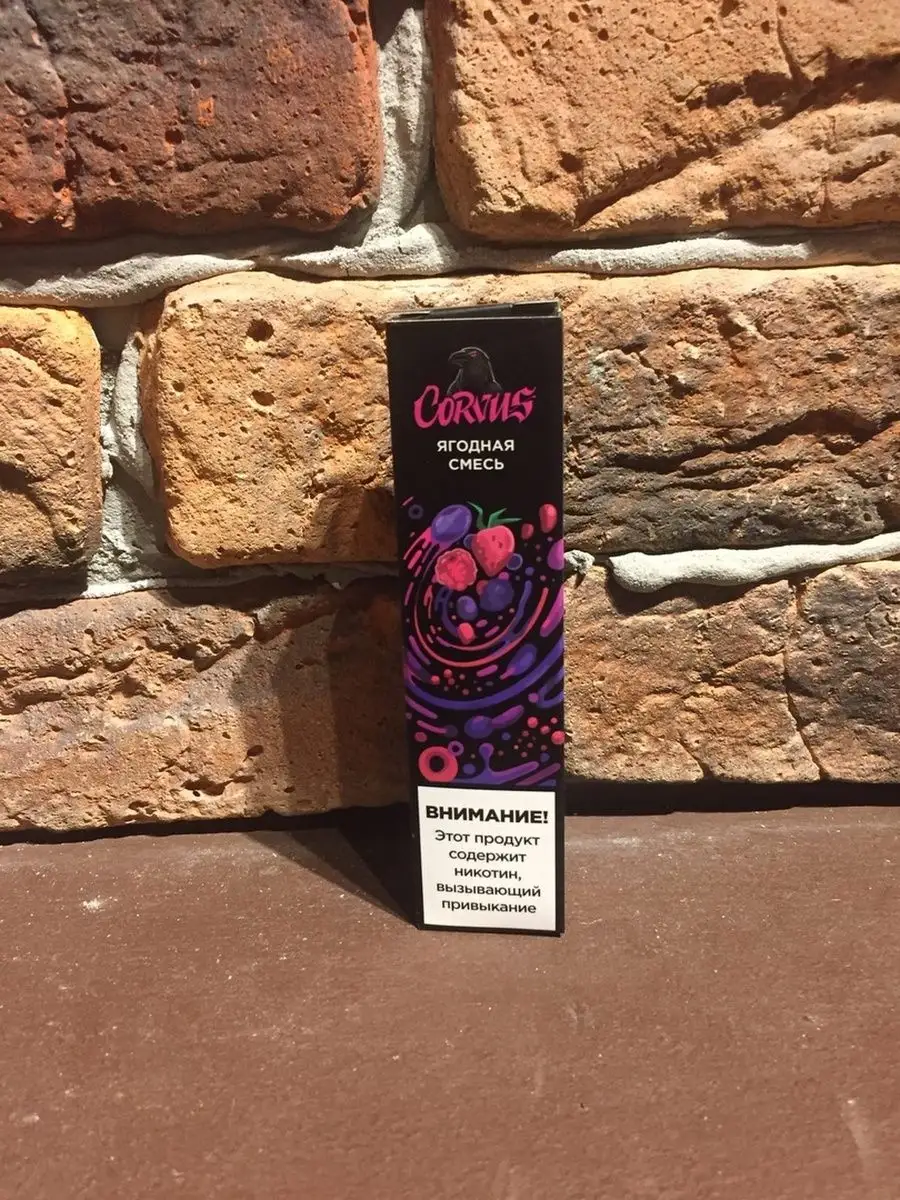 CORVUS
ЯГОДНАЯ
СМЕСЬ
ВНИМАНИЕ!
Этот продукт
содержит
никотин,
вызывающий
привыкание